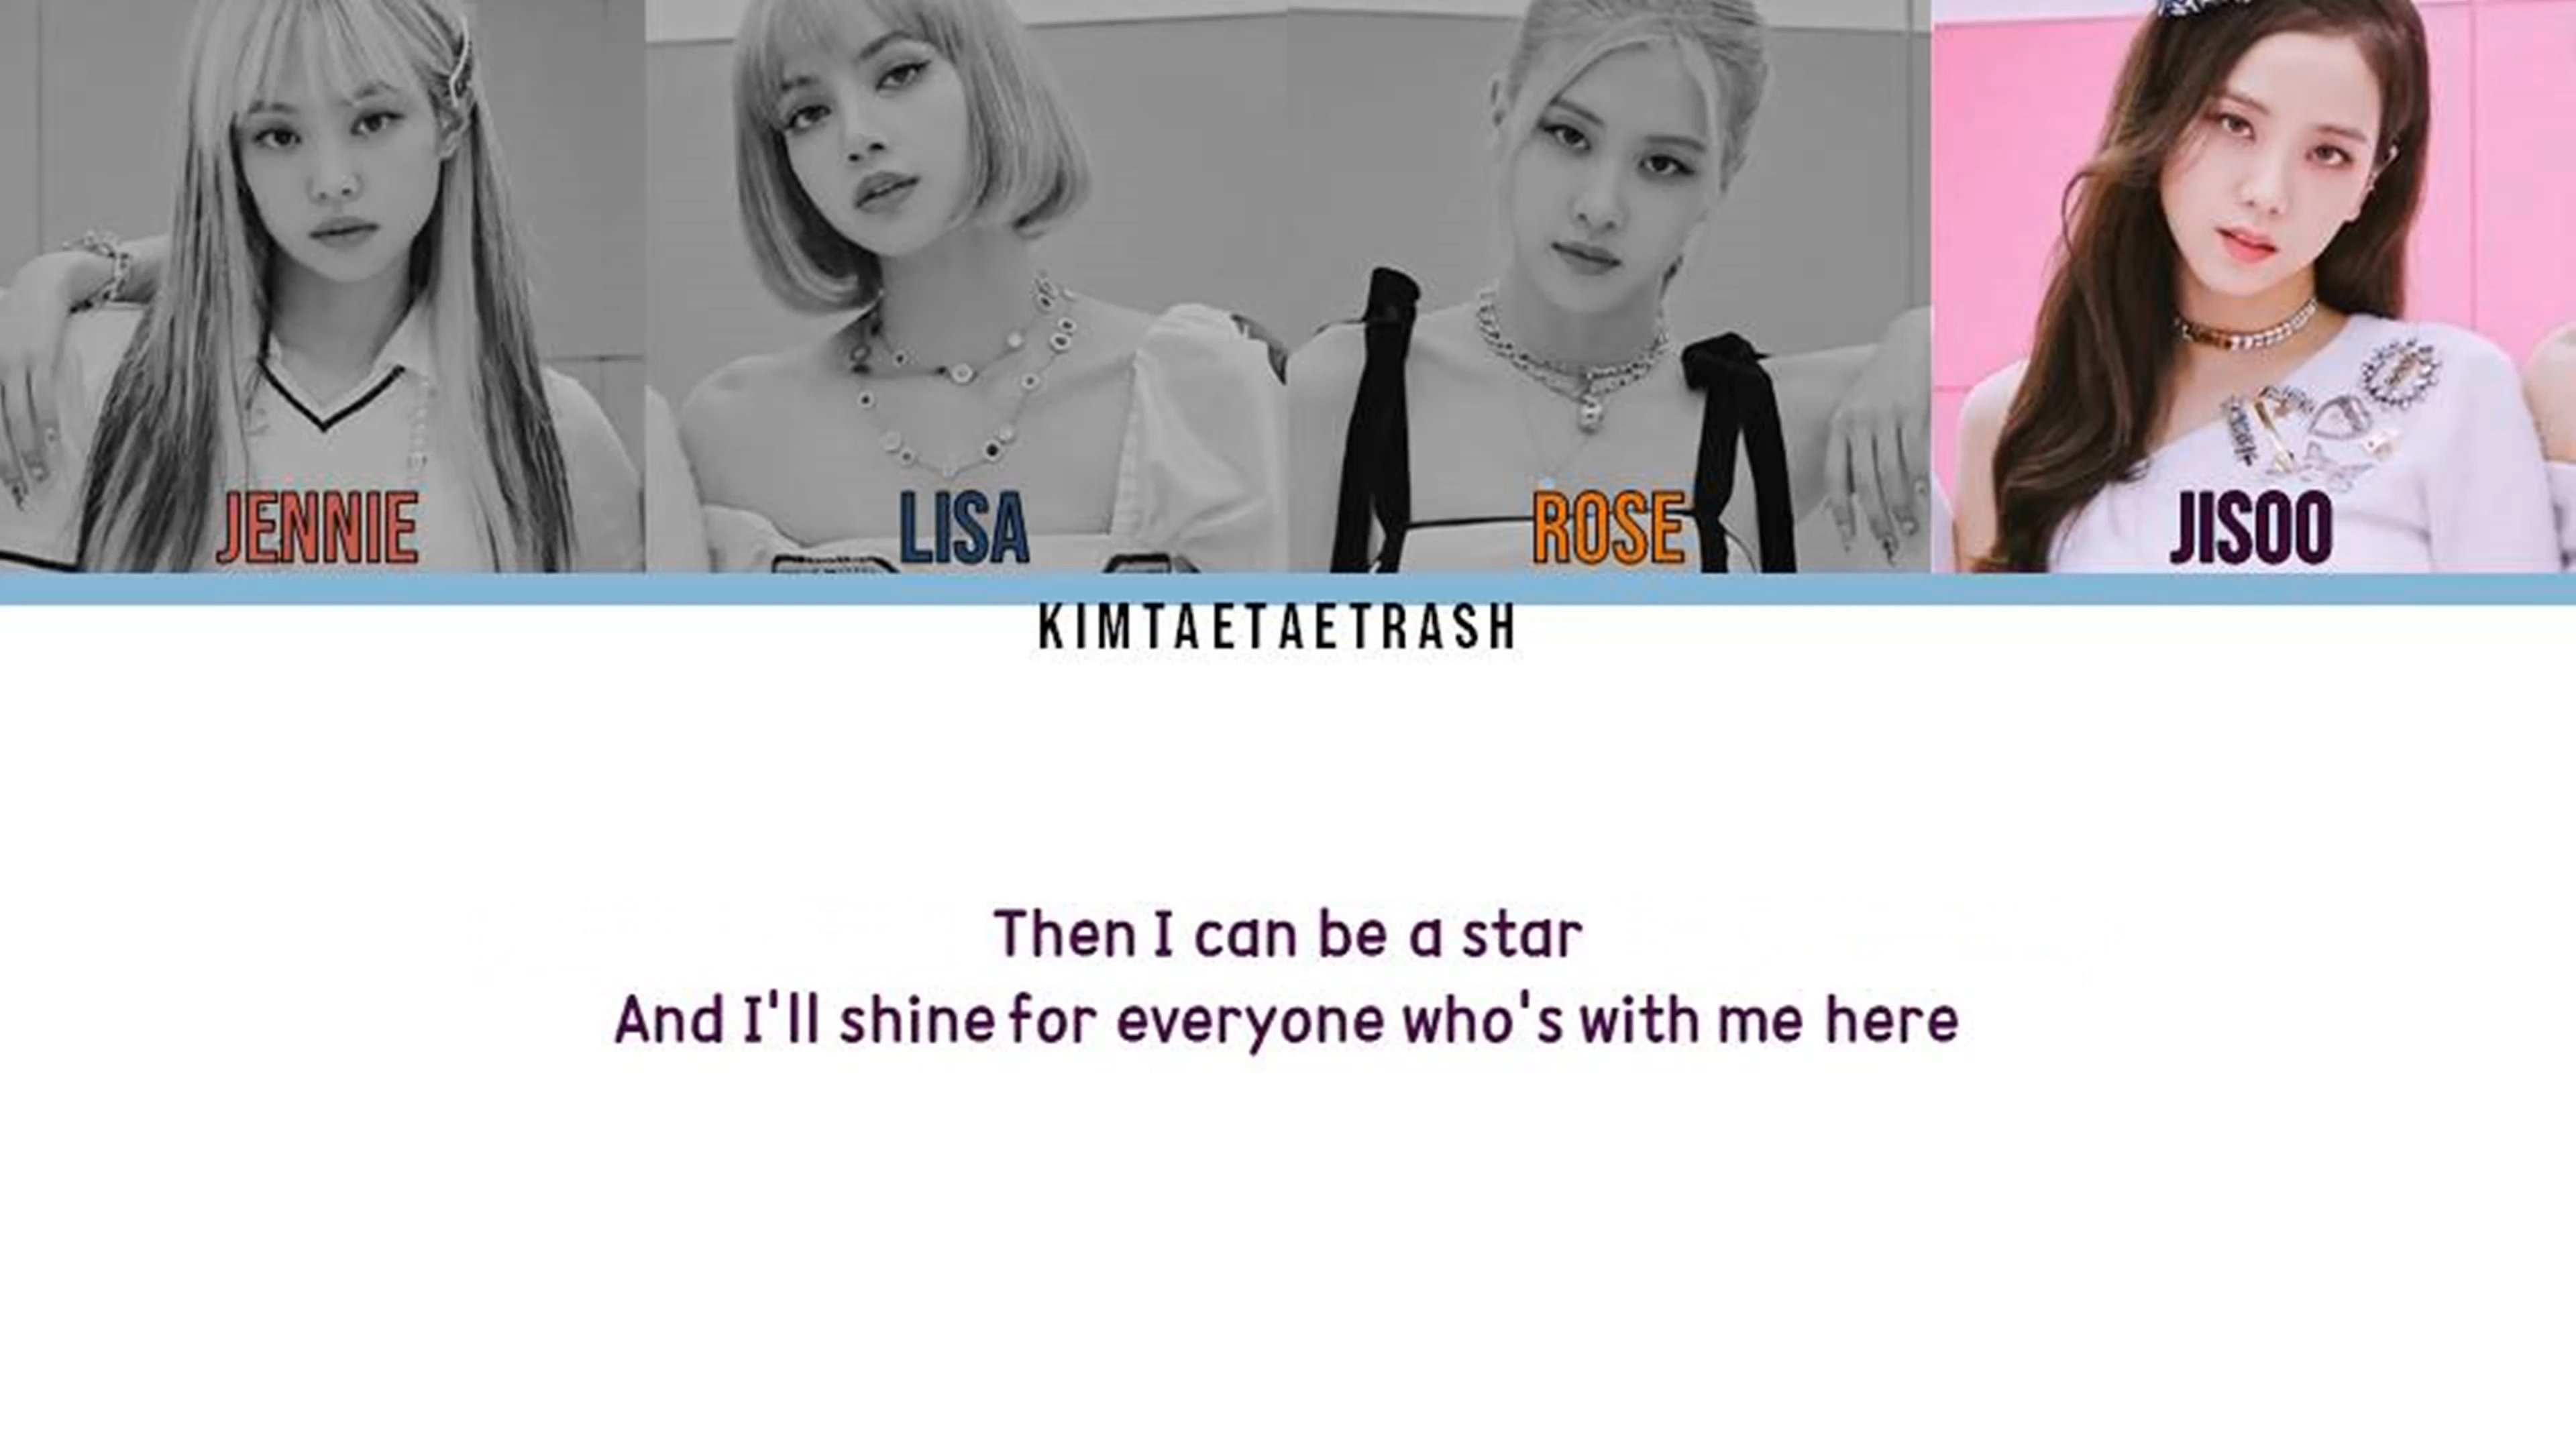 JENNIE LISA ROSE JISOO
KIMTAETAETRASH
Then I can be a star
And I'll shine for everyone who's with me here